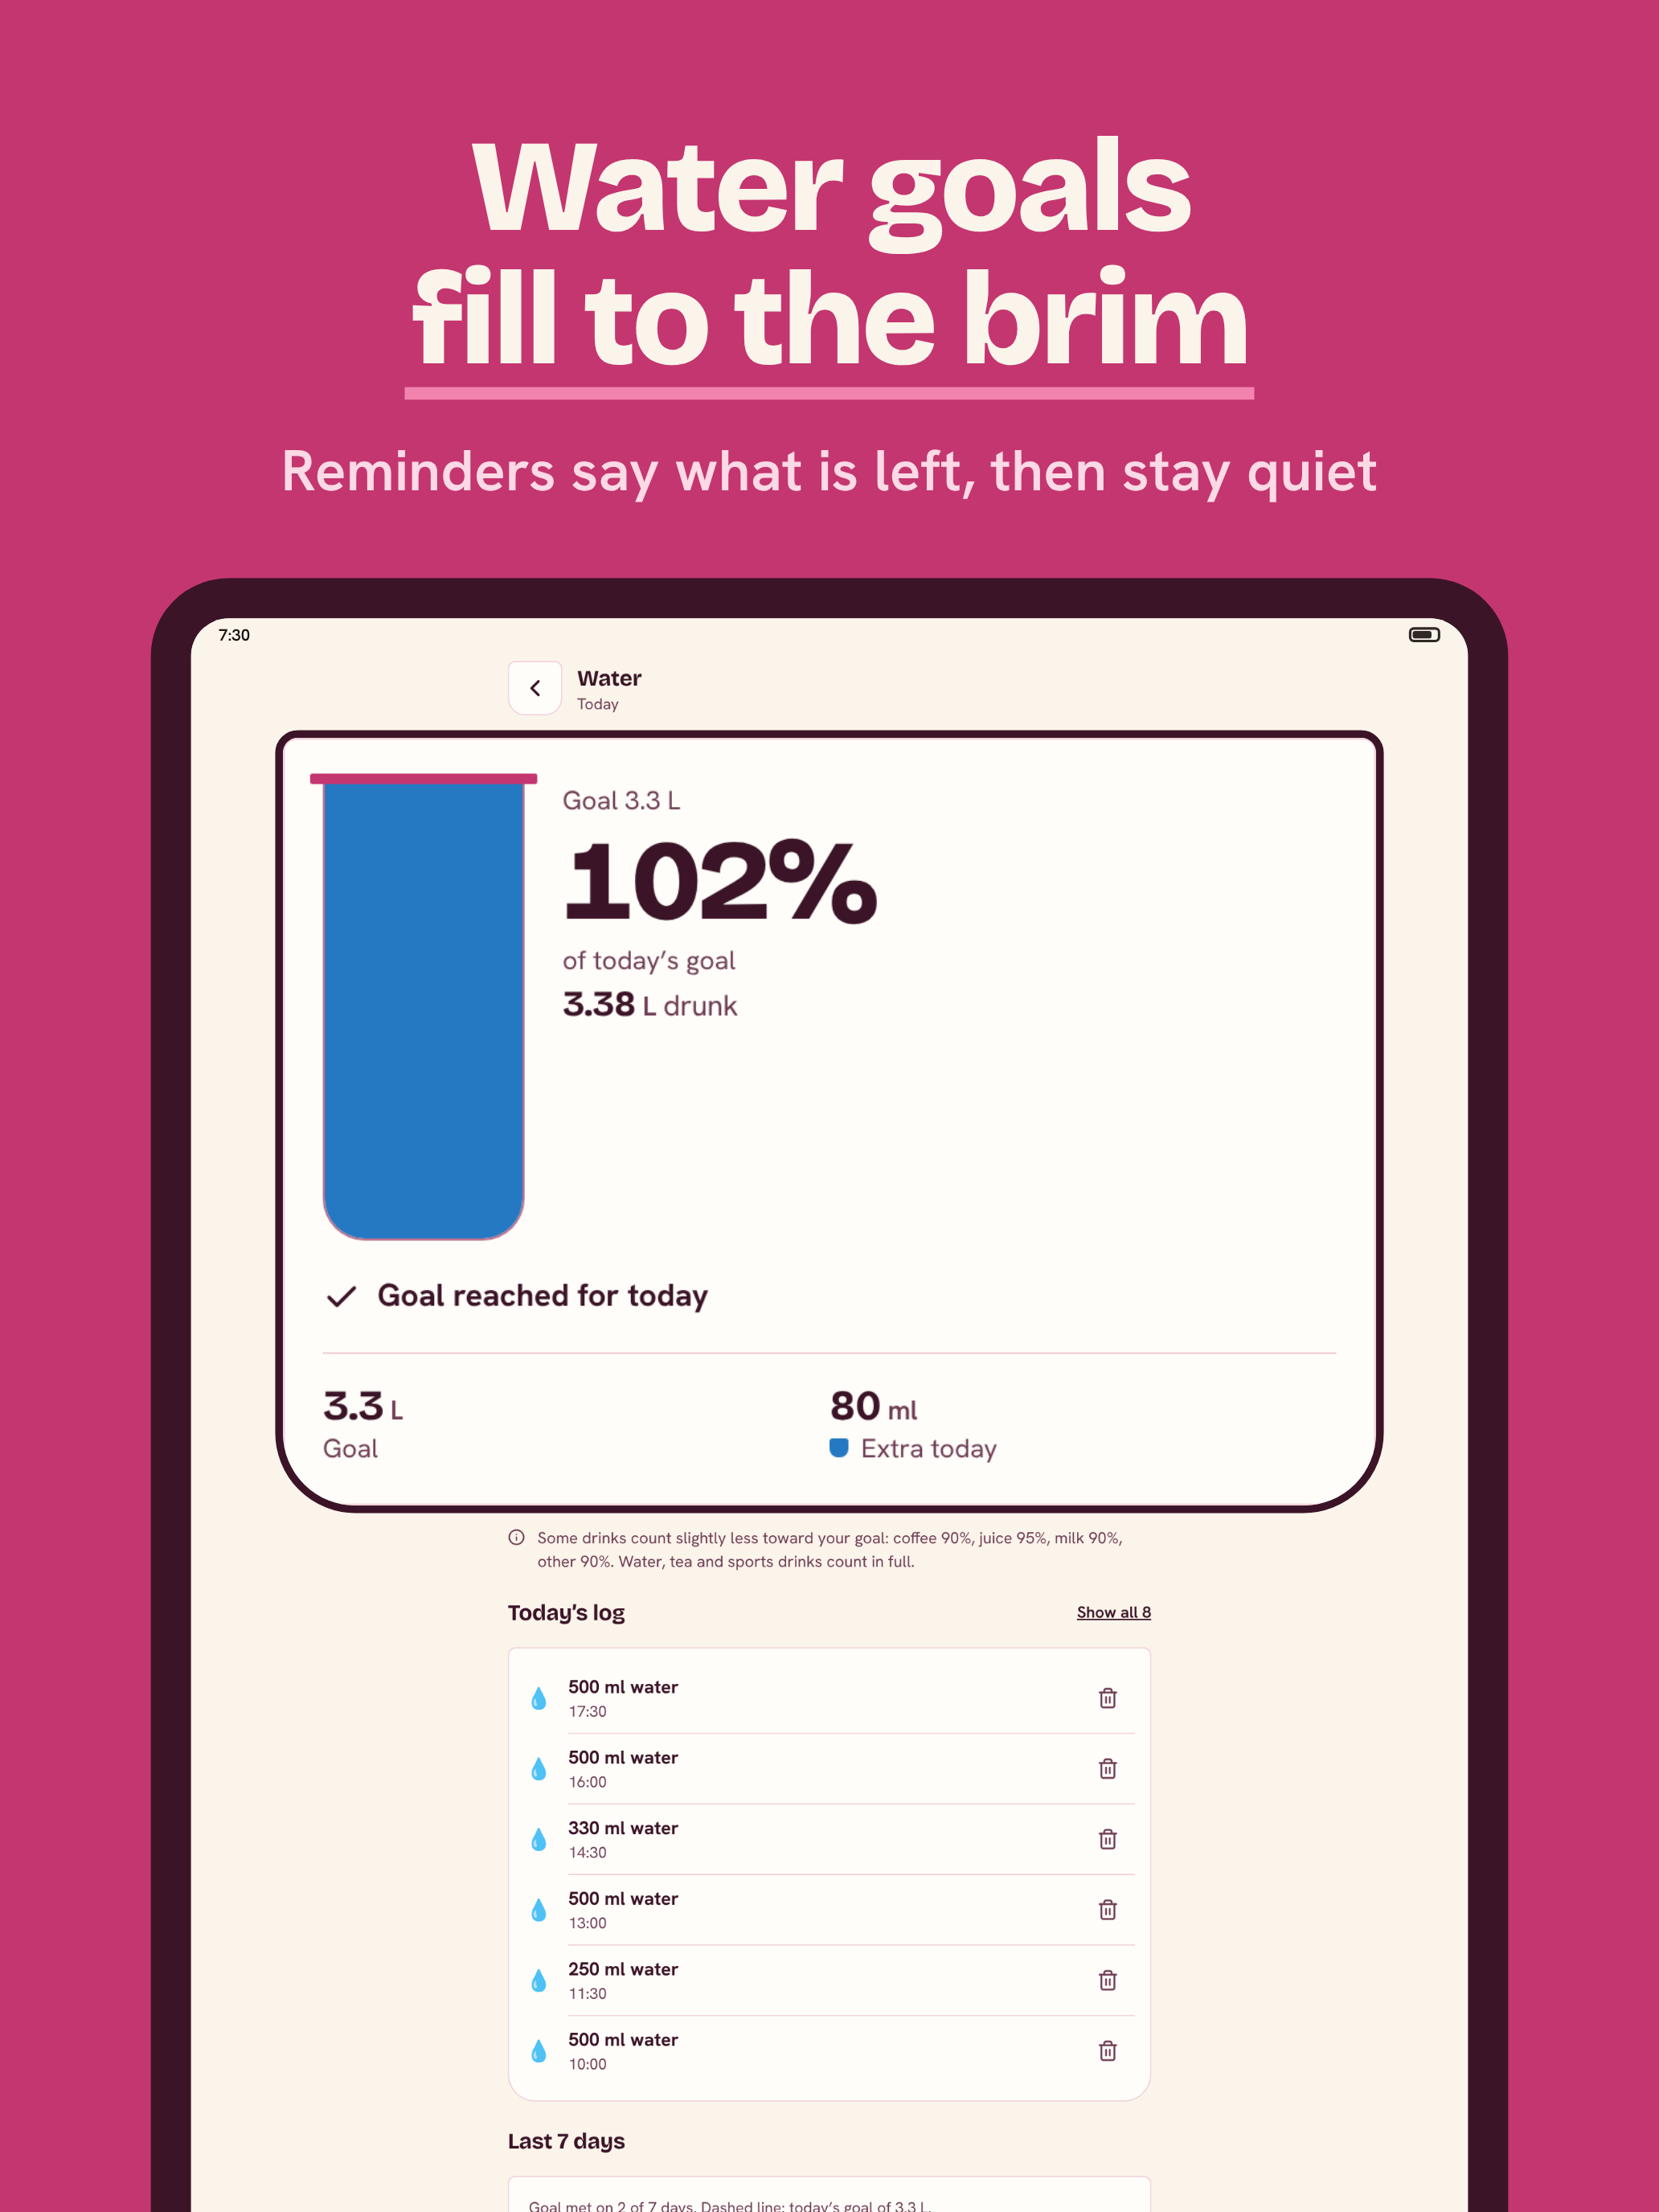 Water goals
fill to the brim
Reminders say what is left, then stay quiet
7:30
Water
Today
Goal 3.3 L
102%
of today’s goal
3.38 L drunk
Goal reached for today
3.3 L
Goal
80 ml
Extra today
Some drinks count slightly less toward your goal: coffee 90%, juice 95%, milk 90%,
other 90%. Water, tea and sports drinks count in full.
Today’s log
Show all 8
500 ml water
17:30
500 ml water
16:00
330 ml water
14:30
500 ml water
13:00
250 ml water
11:30
500 ml water
10:00
Last 7 days
Goal met on 2 of 7 days. Dashed line: today’s goal of 3.3 L.